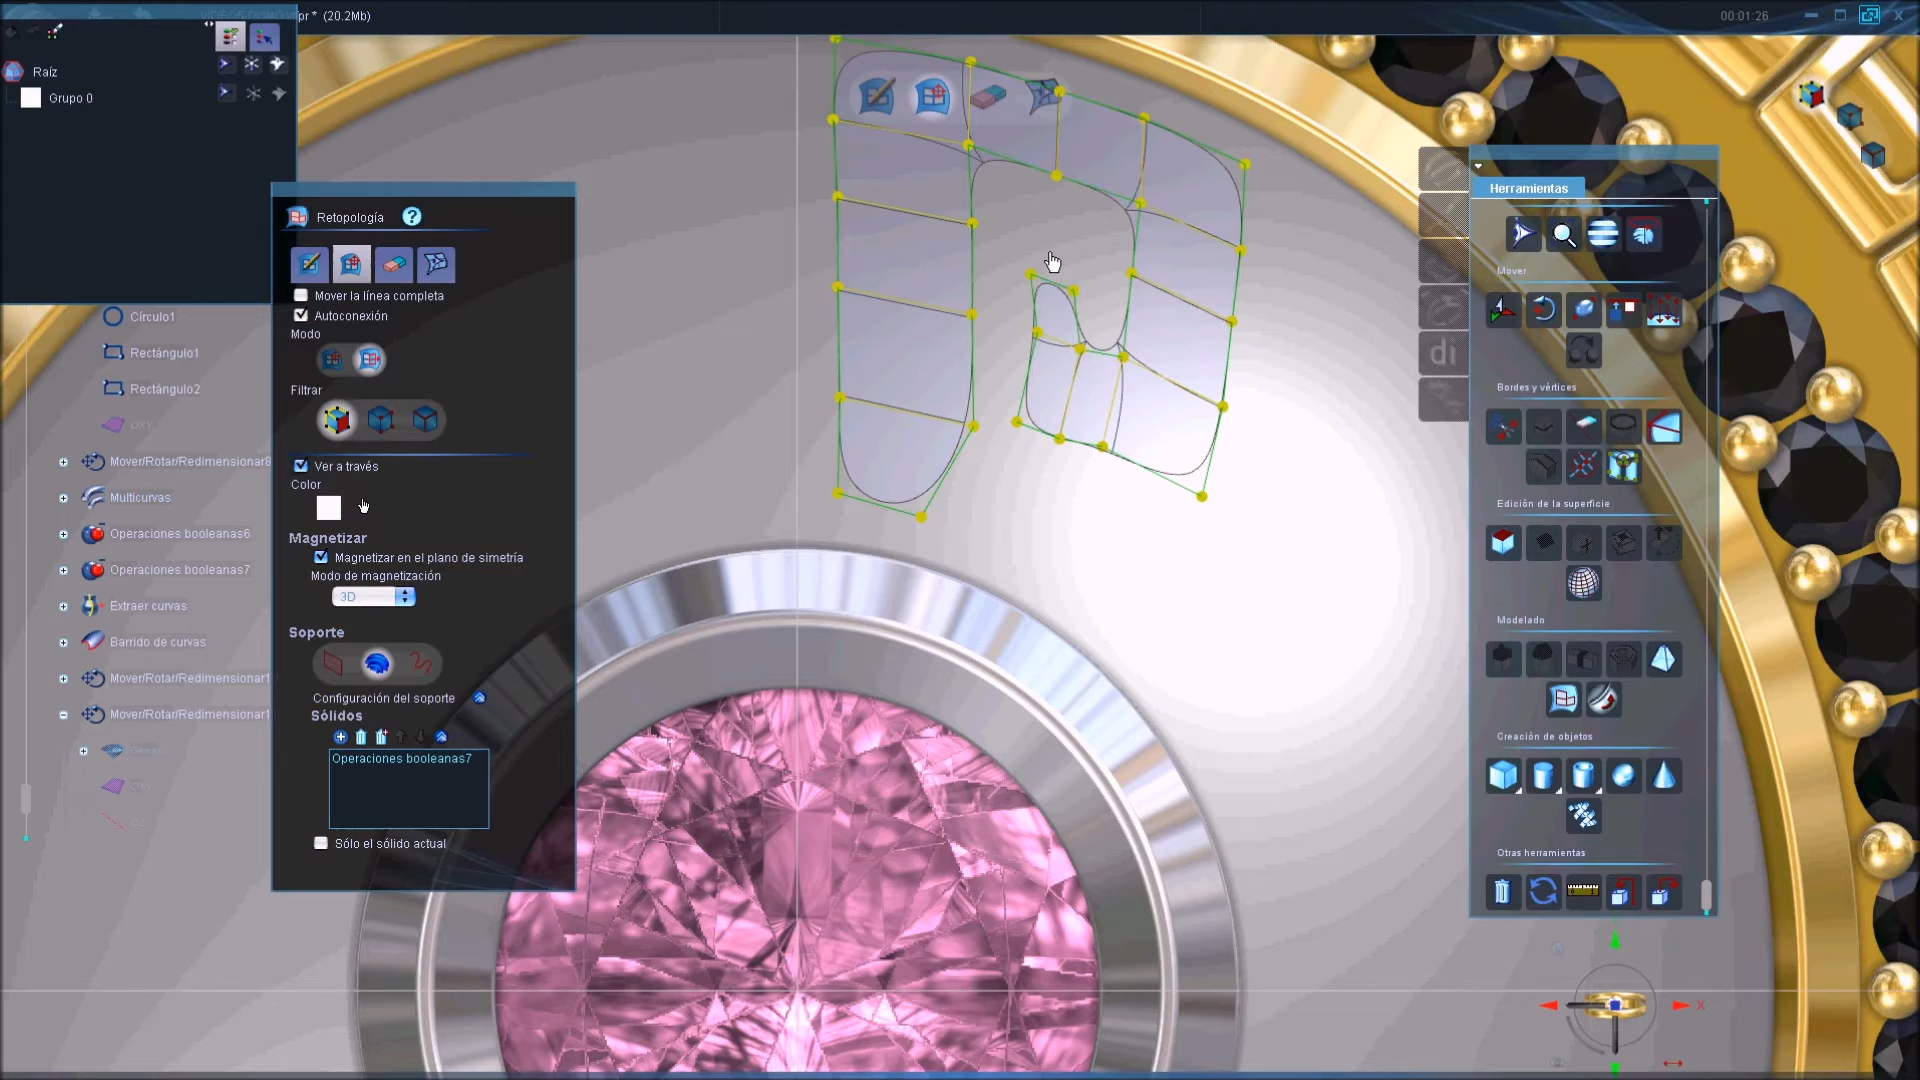 fpr * (20.2Mb)
00:01:26
Raíz
Grupo 0
Retopología
?
Mover la línea completa
Autoconexión
Modo
Filtrar
Ver a través
Color
Magnetizar
Magnetizar en el plano de simetría
Modo de magnetización
3D
Soporte
Configuración del soporte
Sólidos
Operaciones booleanas7
Sólo el sólido actual
Círculo1
Rectángulo1
Rectángulo2
OXY
Mover/Rotar/Redimensionar8
Multicurvas
Operaciones booleanas6
Operaciones booleanas7
Extraer curvas
Barrido de curvas
Mover/Rotar/Redimensionar1
Mover/Rotar/Redimensionar1
di
Herramientas
Mover
Bordes y vértices
Edición de la superficie
Modelado
Creación de objetos
Otras herramientas
X